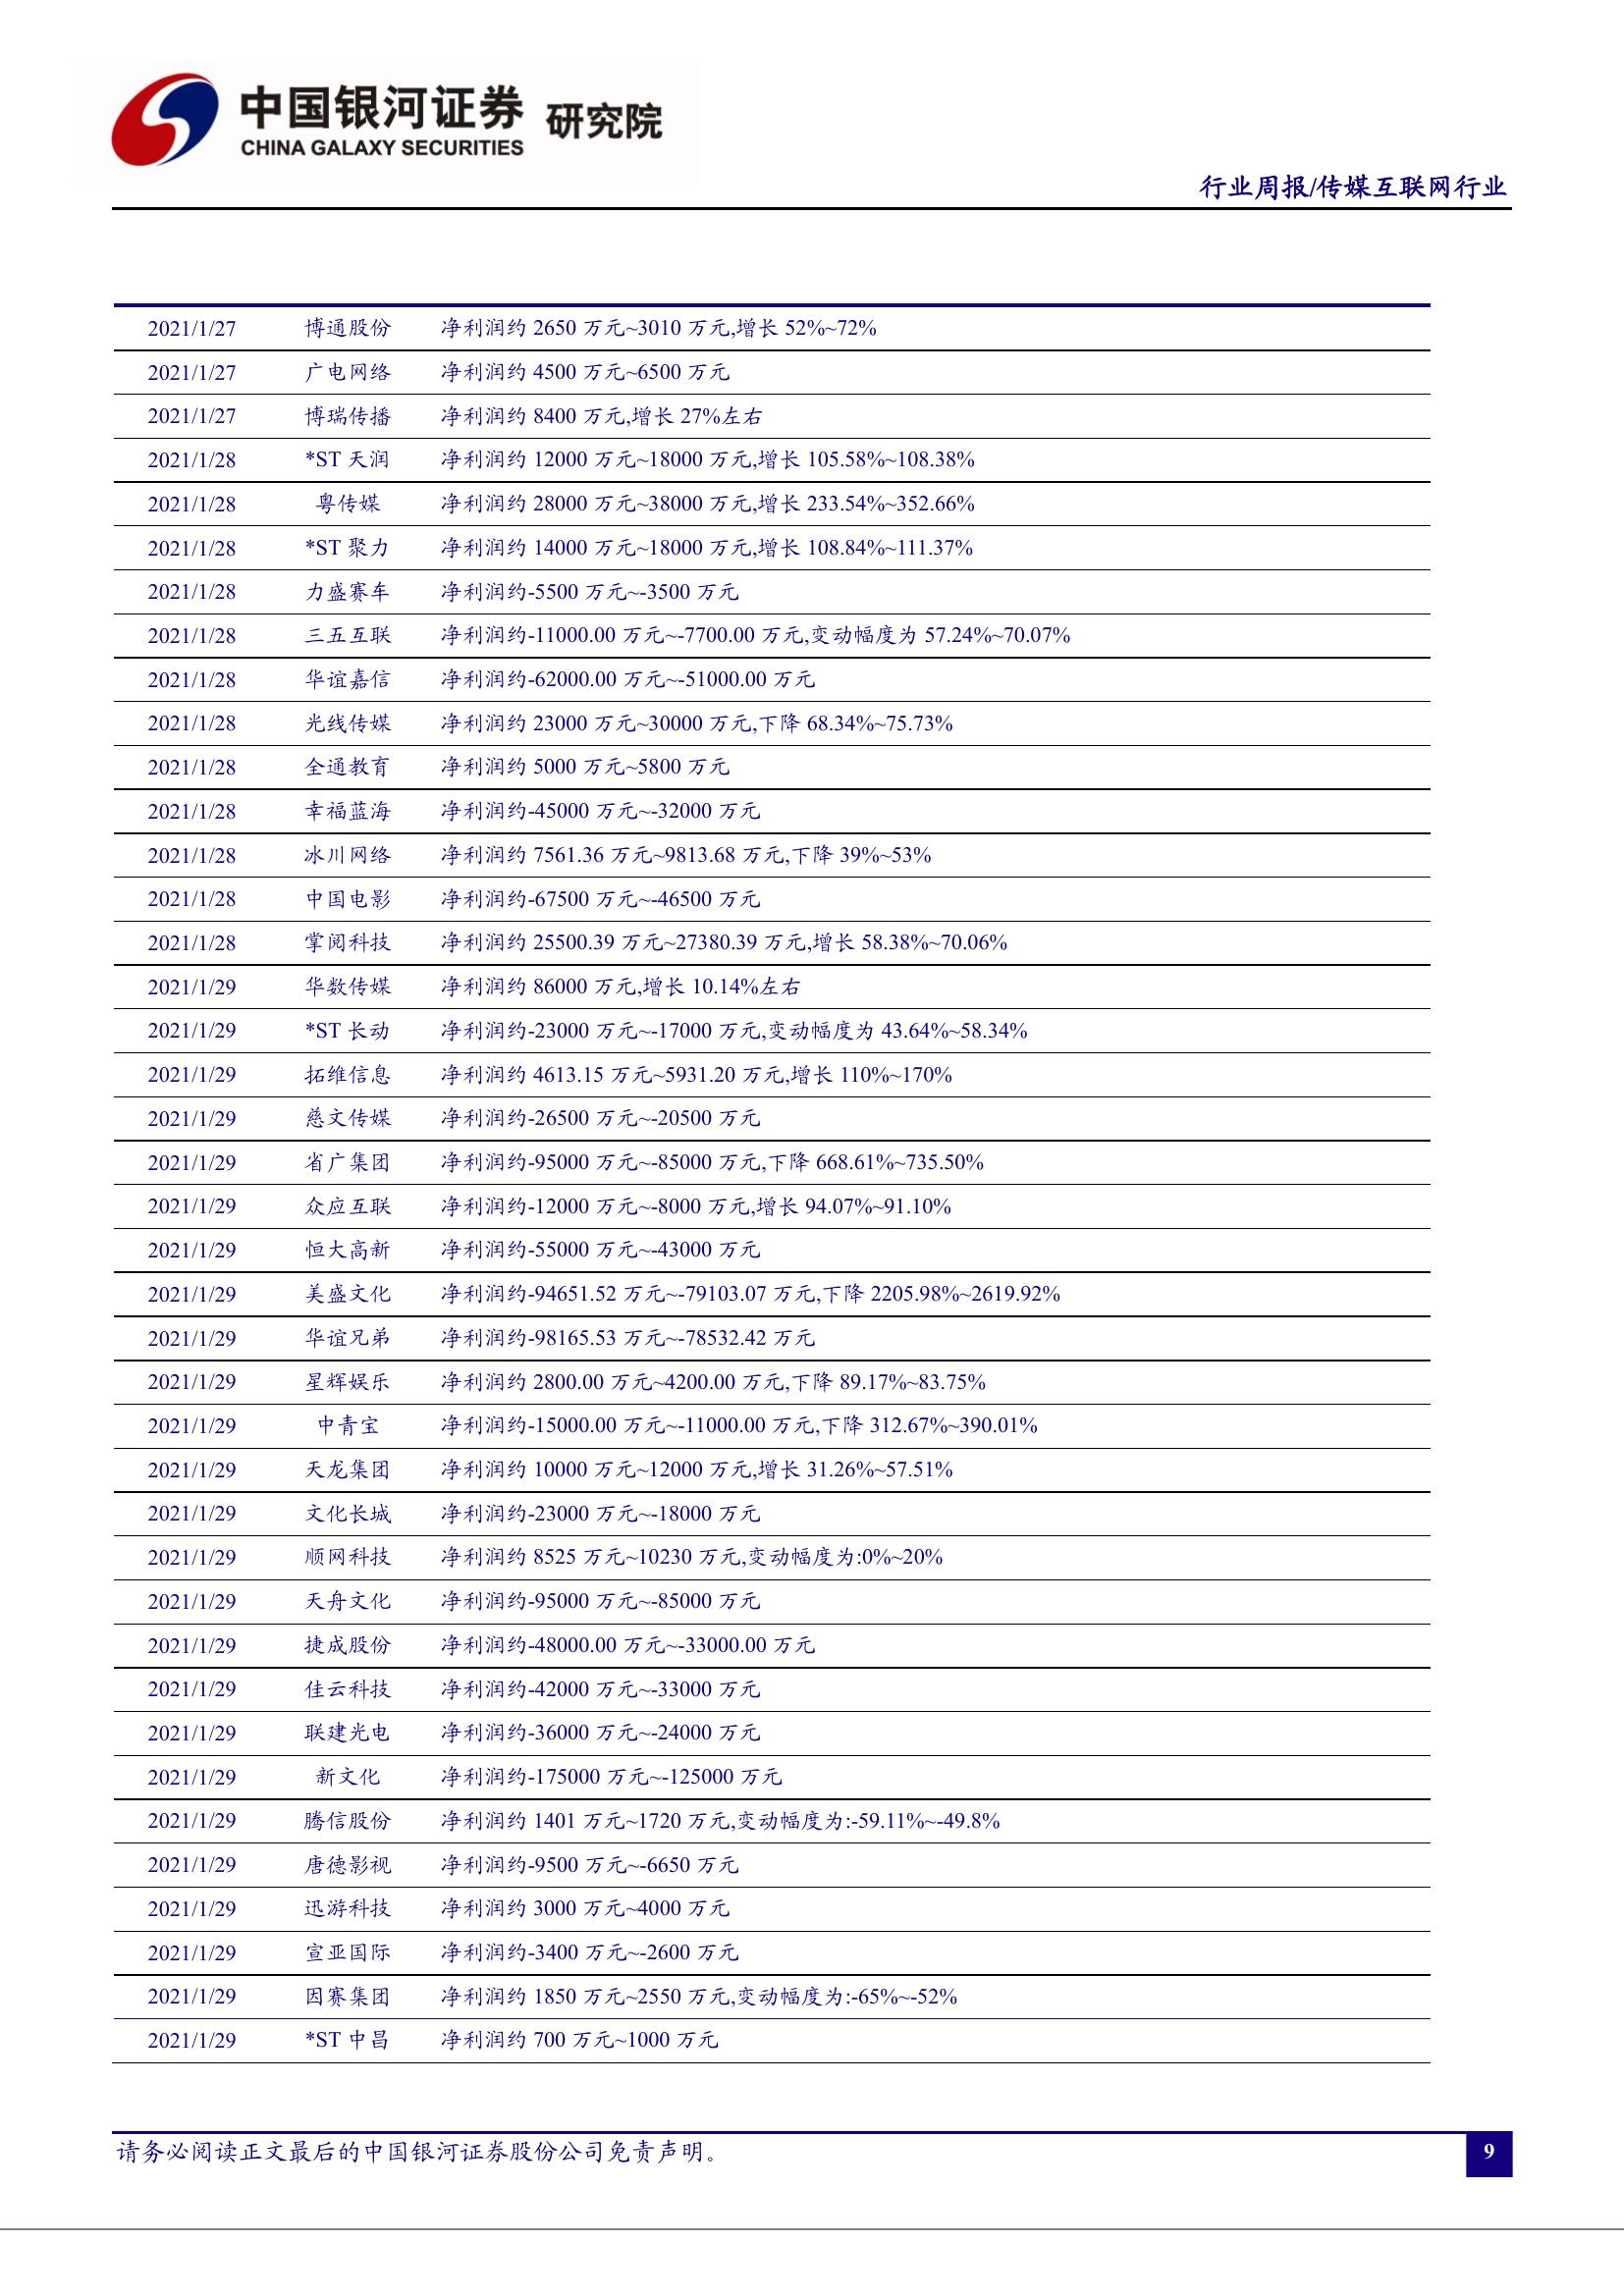 中国银河证券 研究院
CHINA GALAXY SECURITIES
行业周报/传媒互联网行业
2021/1/27 博通股份 净利润约 2650 万元~3010 万元,增长 52%~72%
2021/1/27 广电网络 净利润约 4500 万元~6500 万元
2021/1/27 博瑞传播 净利润约 8400 万元,增长 27%左右
2021/1/28 *ST 天润 净利润约 12000 万元~18000 万元,增长 105.58%~108.38%
2021/1/28 粤传媒 净利润约 28000 万元~38000 万元,增长 233.54%~352.66%
2021/1/28 *ST 聚力 净利润约 14000 万元~18000 万元,增长 108.84%~111.37%
2021/1/28 力盛赛车 净利润约-5500 万元~-3500 万元
2021/1/28 三五互联 净利润约-11000.00 万元~-7700.00 万元,变动幅度为 57.24%~70.07%
2021/1/28 华谊嘉信 净利润约-62000.00 万元~-51000.00 万元
2021/1/28 光线传媒 净利润约 23000 万元~30000 万元,下降 68.34%~75.73%
2021/1/28 全通教育 净利润约 5000 万元~5800 万元
2021/1/28 幸福蓝海 净利润约-45000 万元~-32000 万元
2021/1/28 冰川网络 净利润约 7561.36 万元~9813.68 万元,下降 39%~53%
2021/1/28 中国电影 净利润约-67500 万元~-46500 万元
2021/1/28 掌阅科技 净利润约 25500.39 万元~27380.39 万元,增长 58.38%~70.06%
2021/1/29 华数传媒 净利润约 86000 万元,增长 10.14%左右
2021/1/29 *ST 长动 净利润约-23000 万元~-17000 万元,变动幅度为 43.64%~58.34%
2021/1/29 拓维信息 净利润约 4613.15 万元~5931.20 万元,增长 110%~170%
2021/1/29 慈文传媒 净利润约-26500 万元~-20500 万元
2021/1/29 省广集团 净利润约-95000 万元~-85000 万元,下降 668.61%~735.50%
2021/1/29 众应互联 净利润约-12000 万元~-8000 万元,增长 94.07%~91.10%
2021/1/29 恒大高新 净利润约-55000 万元~-43000 万元
2021/1/29 美盛文化 净利润约-94651.52 万元~-79103.07 万元,下降 2205.98%~2619.92%
2021/1/29 华谊兄弟 净利润约-98165.53 万元~-78532.42 万元
2021/1/29 星辉娱乐 净利润约 2800.00 万元~4200.00 万元,下降 89.17%~83.75%
2021/1/29 中青宝 净利润约-15000.00 万元~-11000.00 万元,下降 312.67%~390.01%
2021/1/29 天龙集团 净利润约 10000 万元~12000 万元,增长 31.26%~57.51%
2021/1/29 文化长城 净利润约-23000 万元~-18000 万元
2021/1/29 顺网科技 净利润约 8525 万元~10230 万元,变动幅度为:0%~20%
2021/1/29 天舟文化 净利润约-95000 万元~-85000 万元
2021/1/29 捷成股份 净利润约-48000.00 万元~-33000.00 万元
2021/1/29 佳云科技 净利润约-42000 万元~-33000 万元
2021/1/29 联建光电 净利润约-36000 万元~-24000 万元
2021/1/29 新文化 净利润约-175000 万元~-125000 万元
2021/1/29 腾信股份 净利润约 1401 万元~1720 万元,变动幅度为:-59.11%~-49.8%
2021/1/29 唐德影视 净利润约-9500 万元~-6650 万元
2021/1/29 迅游科技 净利润约 3000 万元~4000 万元
2021/1/29 宣亚国际 净利润约-3400 万元~-2600 万元
2021/1/29 因赛集团 净利润约 1850 万元~2550 万元,变动幅度为:-65%~-52%
2021/1/29 *ST 中昌 净利润约 700 万元~1000 万元
请务必阅读正文最后的中国银河证券股份公司免责声明。
9